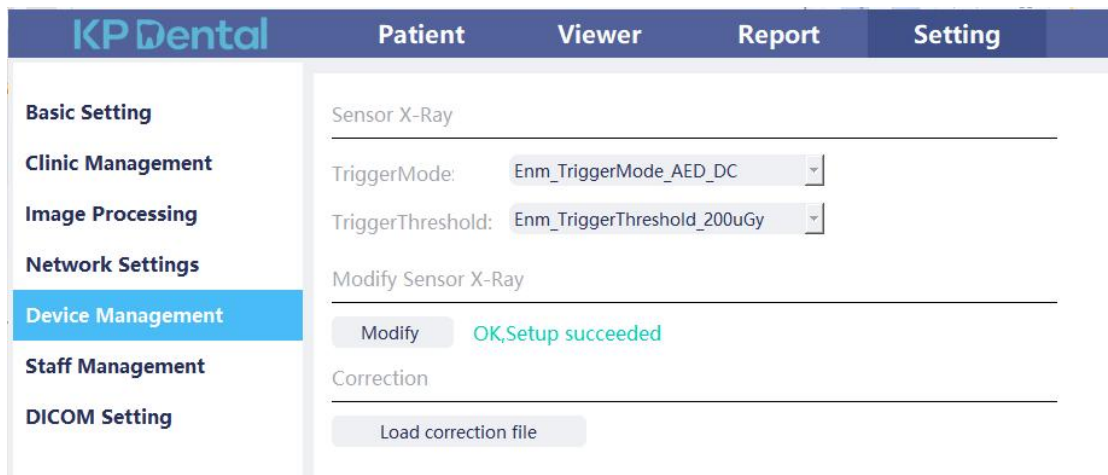 KP Dental Patient Viewer Report Setting
Basic Setting
Clinic Management
Image Processing
Network Settings
Device Management
Staff Management
DICOM Setting
Sensor X-Ray
TriggerMode: Enm_TriggerMode_AED_DC
TriggerThreshold: Enm_TriggerThreshold_200uGy
Modify Sensor X-Ray
Modify OK,Setup succeeded
Correction
Load correction file